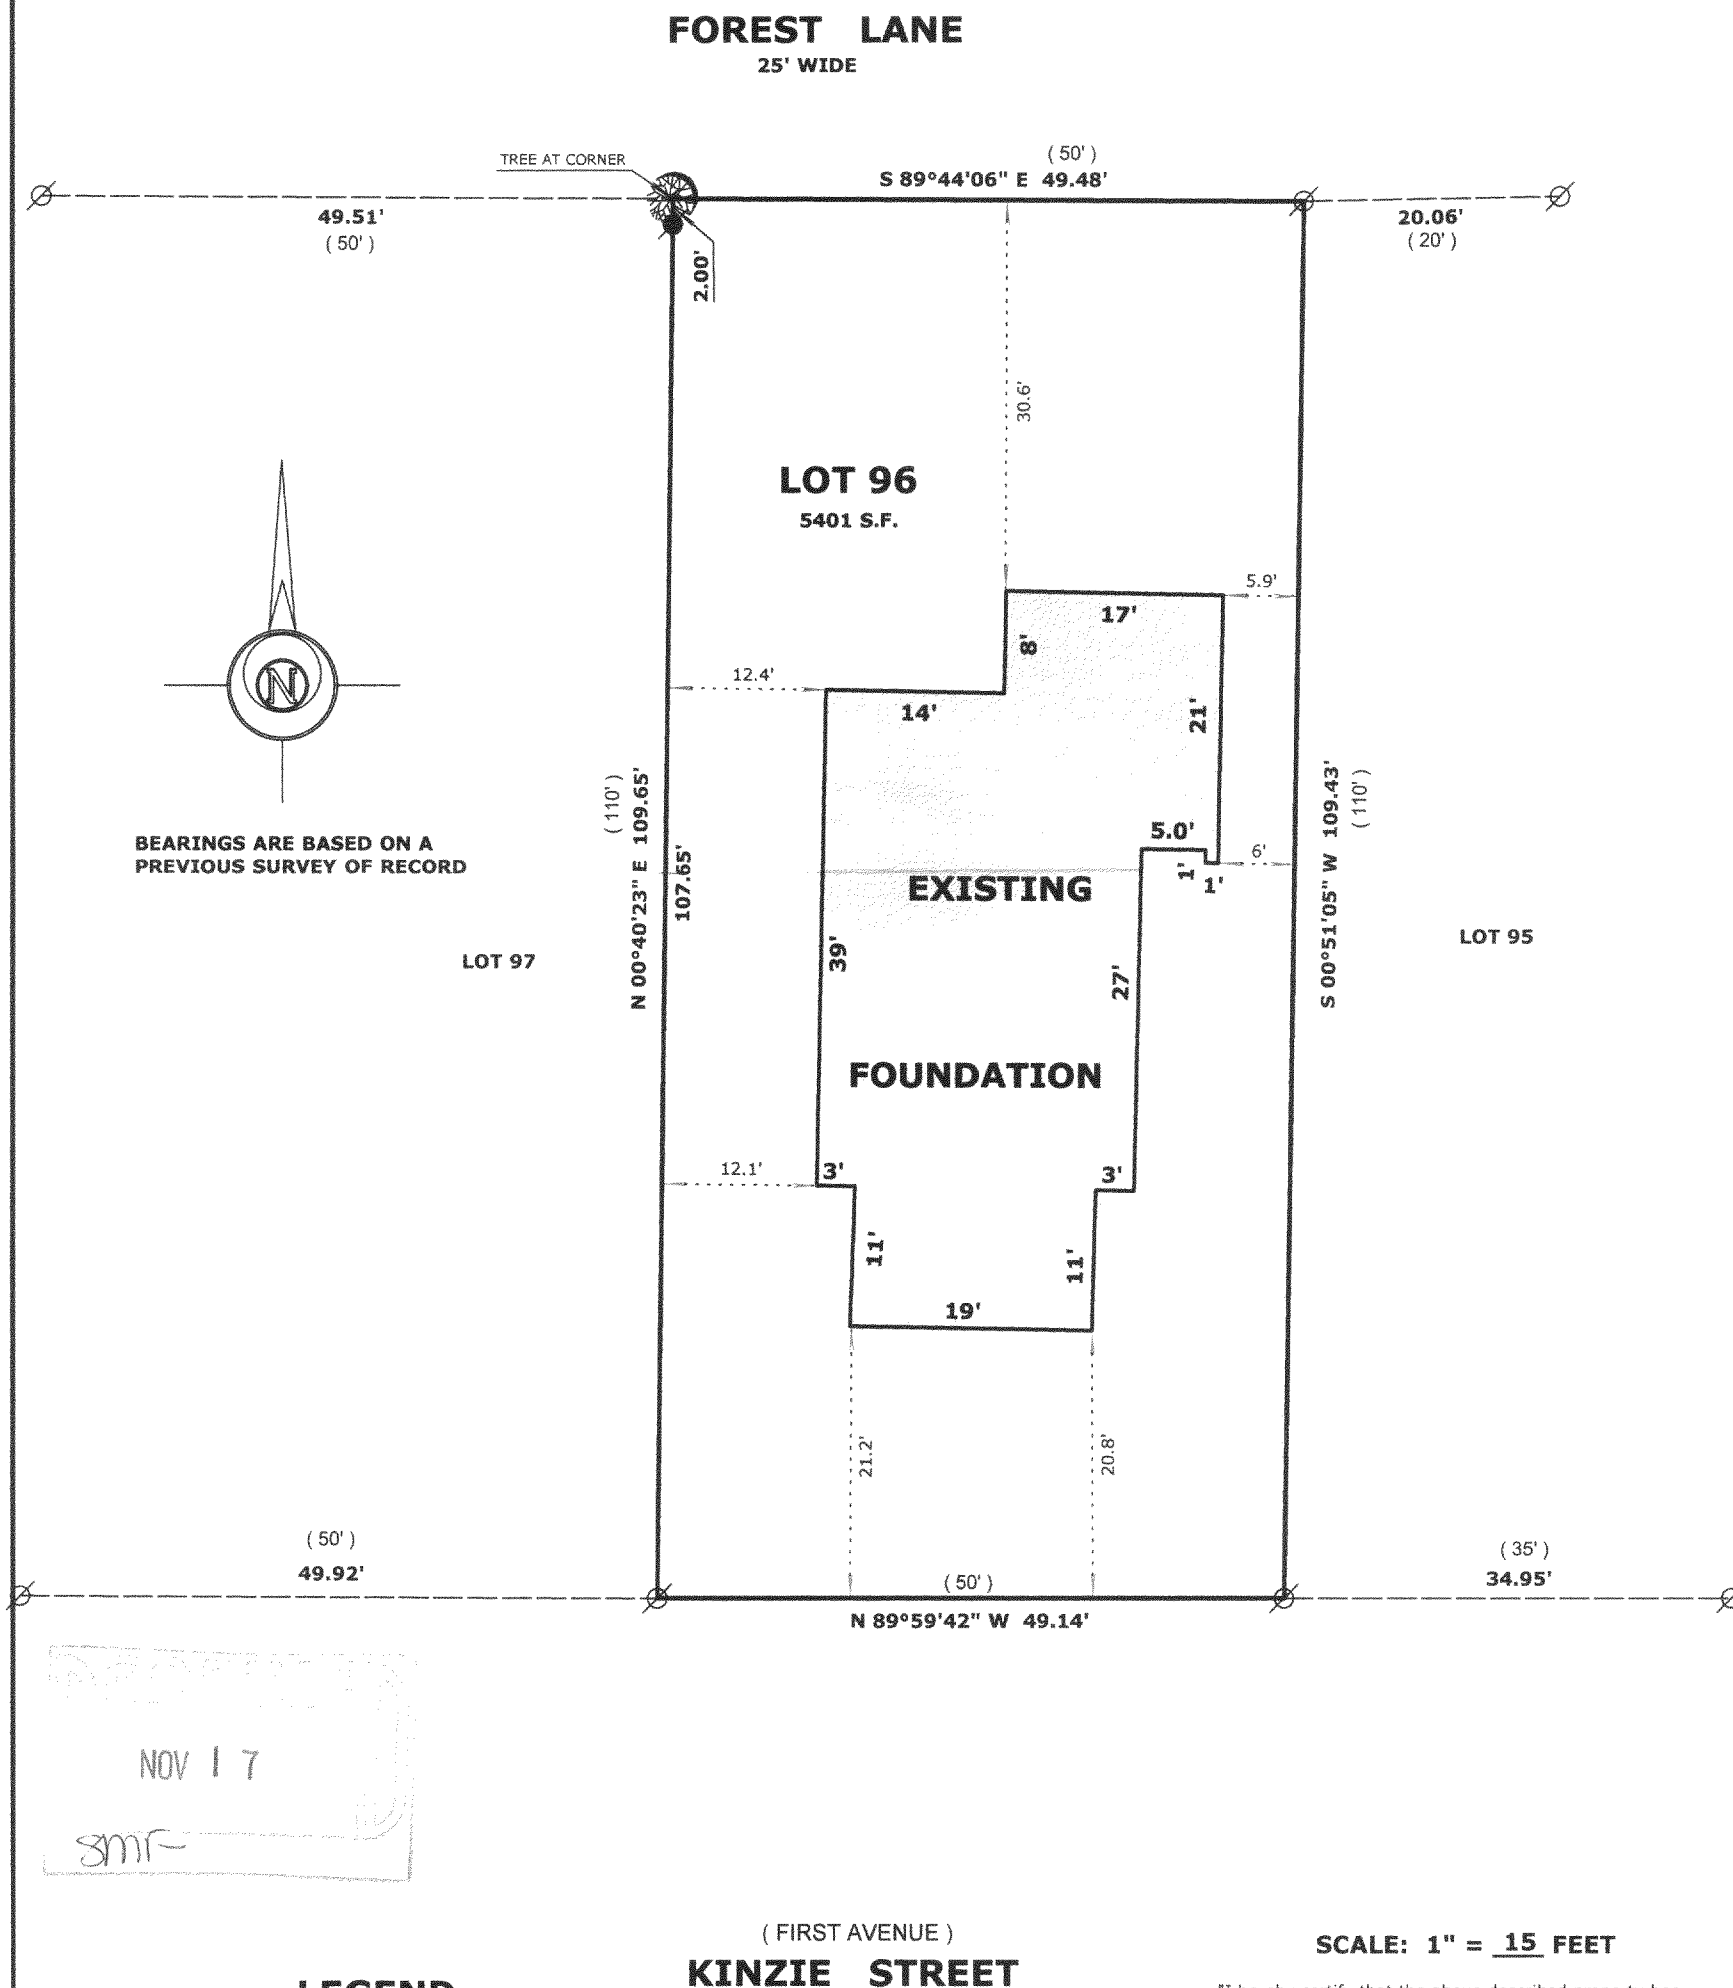 FOREST LANE
25' WIDE
TREE AT CORNER
( 50' )
S 89°44'06" E 49.48'
49.51'
( 50' )
20.06'
( 20' )
2.00'
30.6'
LOT 96
5401 S.F.
5.9'
17'
8'
12.4'
14'
21'
N
( 110' )
N 00°40'23" E 109.65'
107.65'
S 00°51'05" W 109.43'
( 110' )
BEARINGS ARE BASED ON A
PREVIOUS SURVEY OF RECORD
5.0'
1'
1'
6'
EXISTING
39'
27'
LOT 97
LOT 95
FOUNDATION
12.1'
3'
3'
11'
11'
19'
21.2'
20.8'
( 50' )
49.92'
( 50' )
N 89°59'42" W 49.14'
( 35' )
34.95'
NOV 17
smr
( FIRST AVENUE )
KINZIE STREET
SCALE: 1" = 15 FEET
LEGEND